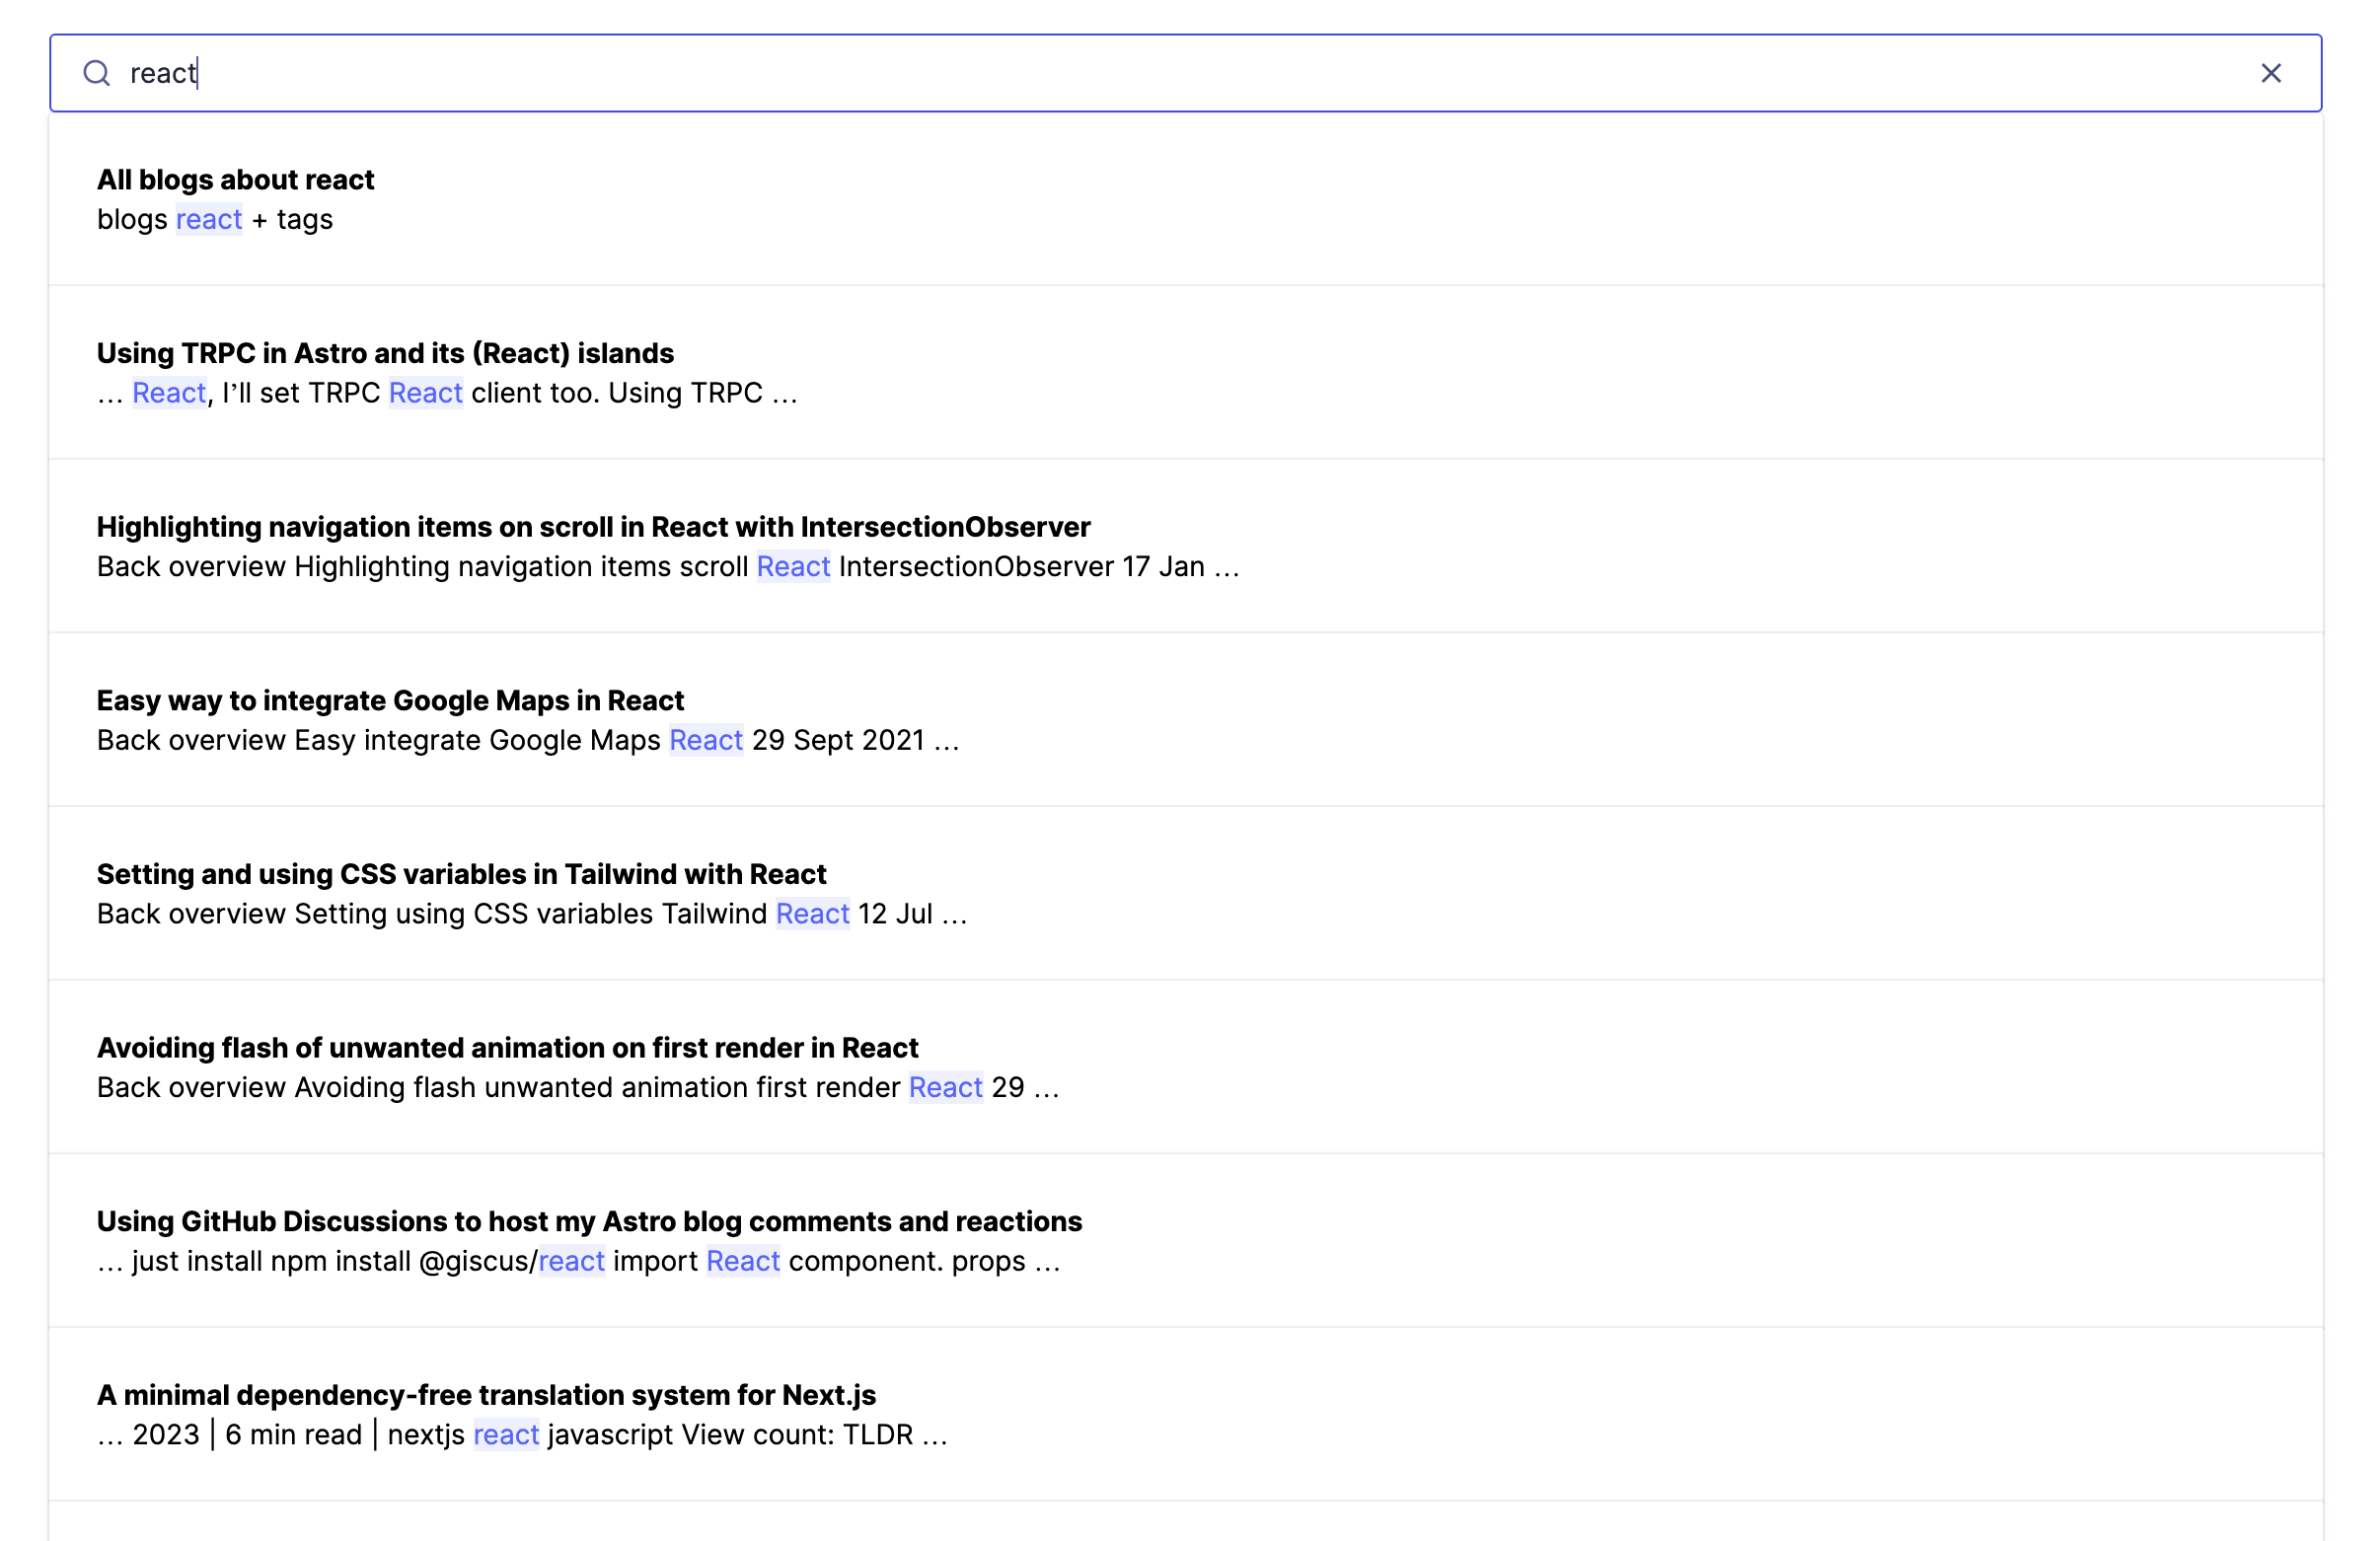 react
All blogs about react
blogs react + tags
Using TRPC in Astro and its (React) islands
… React, I’ll set TRPC React client too. Using TRPC …
Highlighting navigation items on scroll in React with IntersectionObserver
Back overview Highlighting navigation items scroll React IntersectionObserver 17 Jan …
Easy way to integrate Google Maps in React
Back overview Easy integrate Google Maps React 29 Sept 2021 …
Setting and using CSS variables in Tailwind with React
Back overview Setting using CSS variables Tailwind React 12 Jul …
Avoiding flash of unwanted animation on first render in React
Back overview Avoiding flash unwanted animation first render React 29 …
Using GitHub Discussions to host my Astro blog comments and reactions
… just install npm install @giscus/react import React component. props …
A minimal dependency-free translation system for Next.js
… 2023 | 6 min read | nextjs react javascript View count: TLDR …